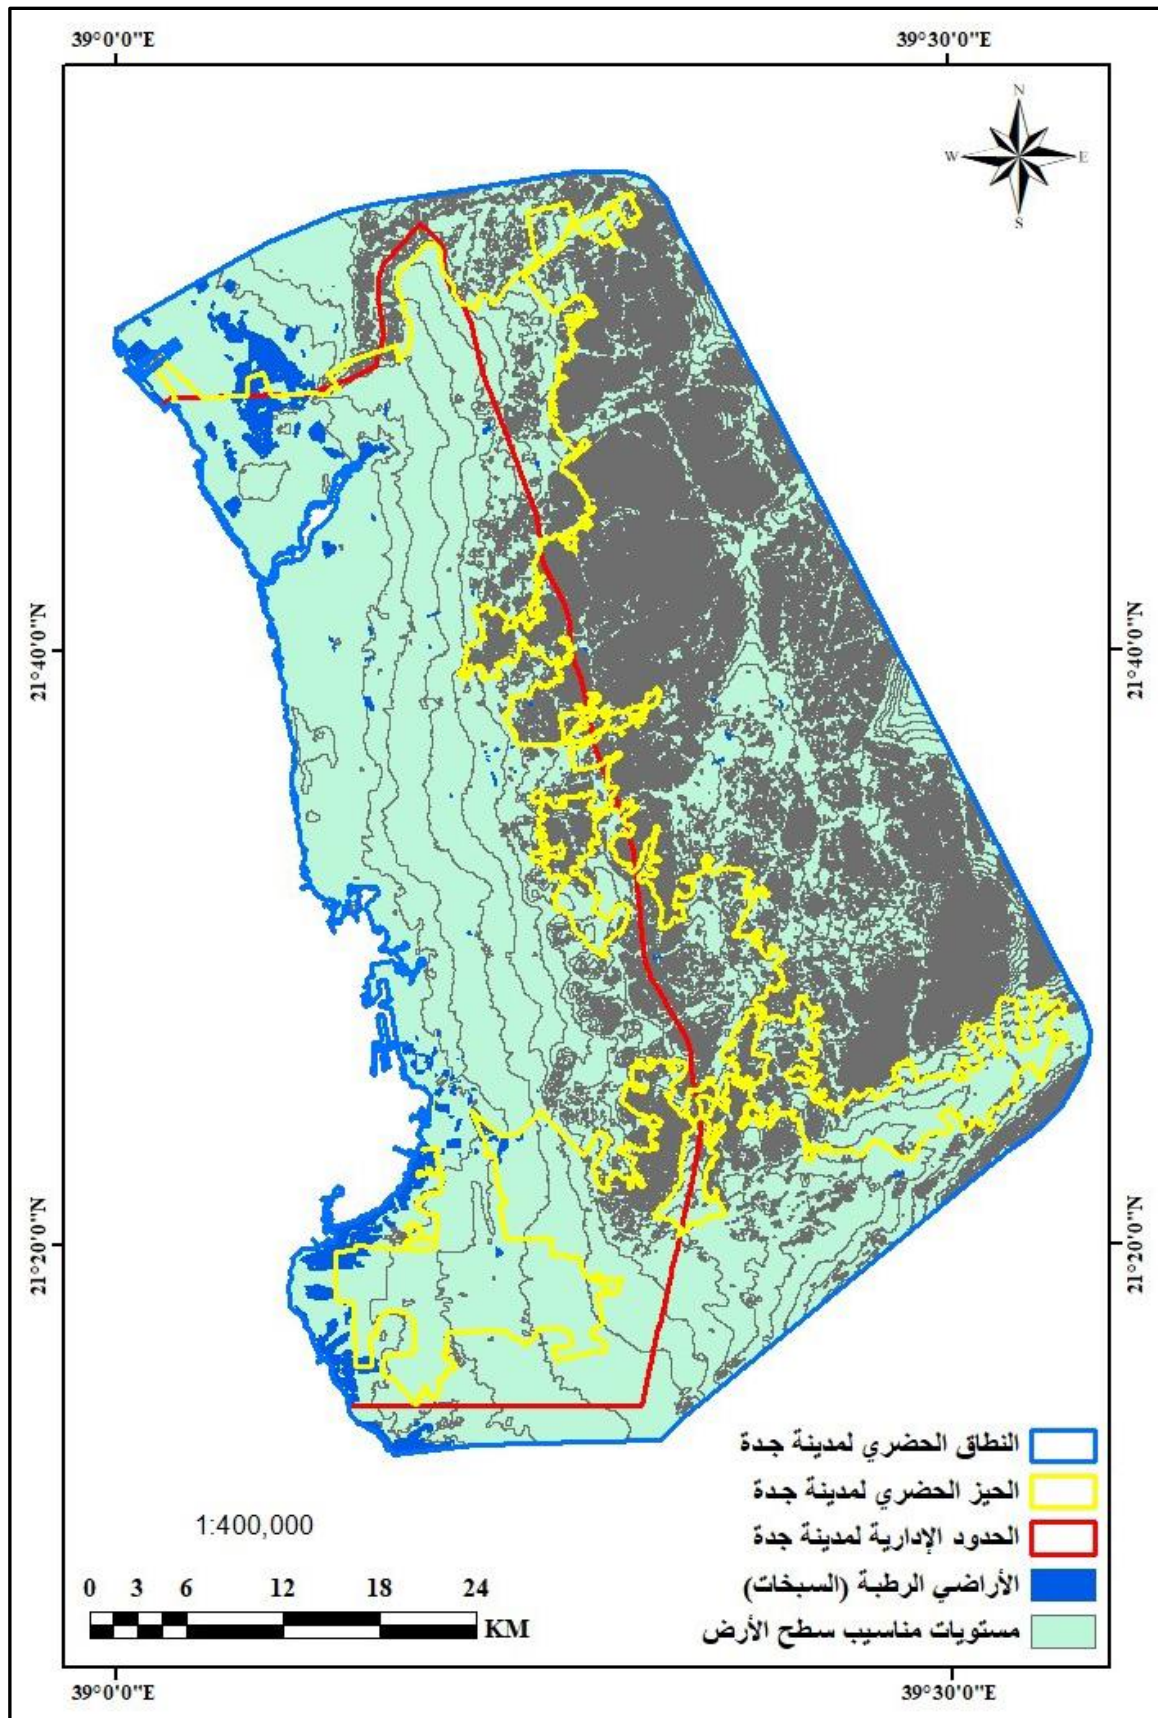 39°0'0"E
39°30'0"E
N
W
E
S
21°40'0"N
21°40'0"N
21°20'0"N
21°20'0"N
النطاق الحضري لمدينة جدة
الحيز الحضري لمدينة جدة
الحدود الإدارية لمدينة جدة
الأراضي الرطبة (السبخات)
مستويات مناسيب سطح الأرض
1:400,000
0 3 6 12 18 24
KM
39°0'0"E
39°30'0"E